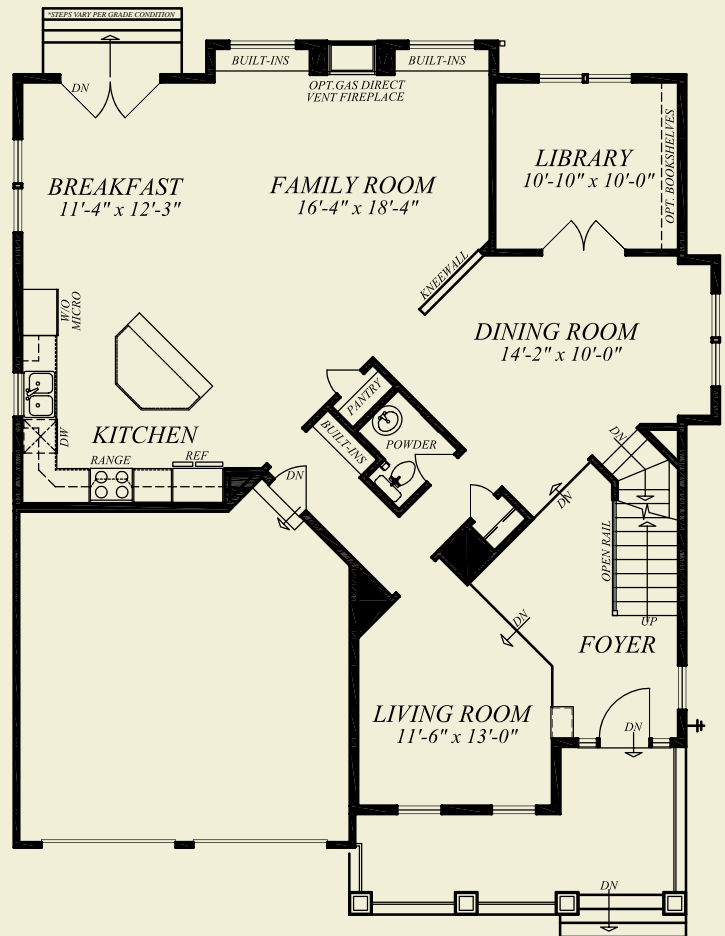 *STEPS VARY PER GRADE CONDITION
DN
BUILT-INS
BUILT-INS
OPT.GAS DIRECT
VENT FIREPLACE
BREAKFAST
11'-4" x 12'-3"
FAMILY ROOM
16'-4" x 18'-4"
LIBRARY
10'-10" x 10'-0"
OPT. BOOKSHELVES
KNEEWALL
W/O
MICRO
DINING ROOM
14'-2" x 10'-0"
PANTRY
POWDER
BUILT-INS
KITCHEN
DW
RANGE
REF
DN
DN
DN
OPEN RAIL
UP
DN
FOYER
LIVING ROOM
11'-6" x 13'-0"
DN
DN